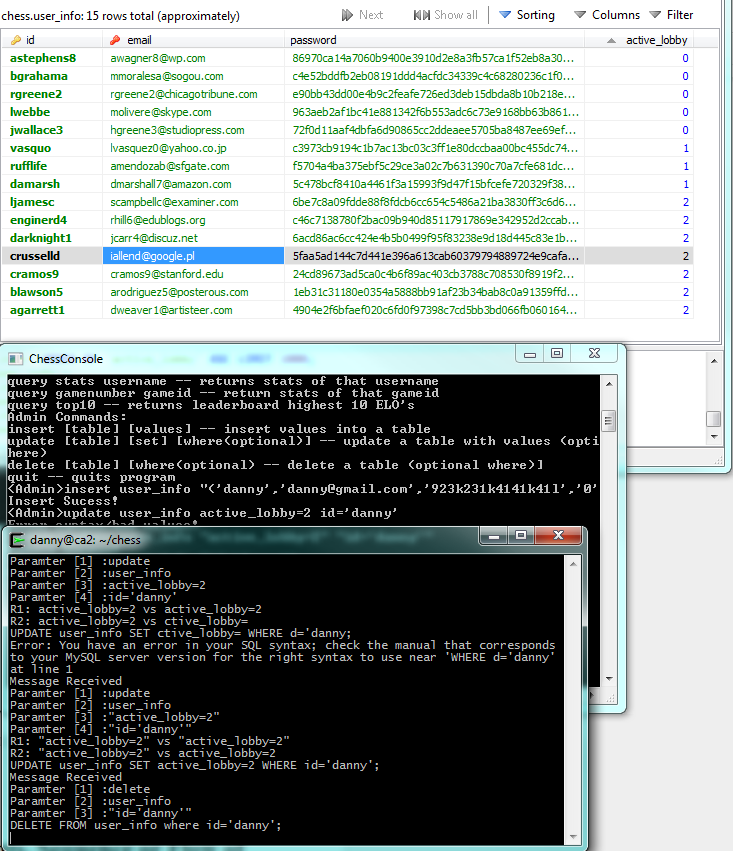 chess.user_info: 15 rows total (approximately)
Next
Show all
Sorting
Columns
Filter
id email password active_lobby
astephens8 awagner8@wp.com 86970ca14a7060b9400e3910d2e8a3fb57ca1f52eb8a30... 0
bgrahama mmoralesa@sogou.com c4e52bddfb2eb08191ddd4acfdc34339c4c68280236c1f0... 0
rgreene2 rgreene2@chicagotribune.com e90bb43dd00e4b9c2feafe726ed3deb15dbda8b10b218e... 0
lwebbe molivere@skype.com 963aeb2af1bc41e881342f6b553adc6c73e9168bb63b861... 0
jwallace3 hgreene3@studiopress.com 72f0d11aaf4dbfa6d90865cc2ddeaee5705ba8487ee69ef... 0
vasquo lvasquez0@yahoo.co.jp c3973cb9194c1b7ac13bc03c3ff1e80dccbaa00bc455dc74... 1
rufflife amendozab@sfgate.com f5704a4ba375ebf5c29ce3a02c7b631390c70a7cfe681dc... 1
damarsh dmarshall7@amazon.com 5c478bcf8410a4461f3a15993f9d47f15bfcefe720329f38... 1
ljamesc scampbellc@examiner.com 6be7c8a09fdde88f8fdcb6cc654c5486a21ba3830ff3c6d6... 2
enginerd4 rhill6@edublogs.org c46c7138780f2bac09b940d85117917869e342952d2ccab... 2
darknight1 jcarr4@discuz.net 6acd86ac6cc424e4b5b0499f95f83238e9d18d445c83e1b... 2
crusselld iallend@google.pl 5faa5ad144c7d441e396a613cab60379794889724e9cafa... 2
cramos9 cramos9@stanford.edu 24cd89673ad5ca0c4b6f89ac403cb3788c708530f8919f2... 2
blawson5 arodriguez5@posterous.com 1eb31c31180e0354a5888bb91af23b34bab8c0a91359ffd... 2
agarrett1 dweaver1@artisteer.com 4904e2f6bfaef020c6fd0f97398c7cd5bb3bd066fb060164... 2
ChessConsole
query stats username -- returns stats of that username
query gamenumber gameid -- return stats of that gameid
query top10 -- returns leaderboard highest 10 ELO's
Admin Commands:
insert [table] [values] -- insert values into a table
update [table] [set] [where(optional)] -- update a table with values (opti
here)
delete [table] [where(optional) -- delete a table (optional where)]
quit -- quits program
<Admin>insert user_info "('danny','danny@gmail.com','923k231k4141k41l','0'
Insert Sucess!
<Admin>update user_info active_lobby=2 id='danny'
Error syntax/bad values!
danny@ca2: ~/chess
Paramter [1] :update
Paramter [2] :user_info
Paramter [3] :active_lobby=2
Paramter [4] :id='danny'
R1: active_lobby=2 vs active_lobby=2
R2: active_lobby=2 vs ctive_lobby=
UPDATE user_info SET ctive_lobby= WHERE d='danny;
Error: You have an error in your SQL syntax; check the manual that corresponds
to your MySQL server version for the right syntax to use near 'WHERE d='danny'
at line 1
Message Received
Paramter [1] :update
Paramter [2] :user_info
Paramter [3] :"active_lobby=2"
Paramter [4] :"id='danny'"
R1: "active_lobby=2" vs "active_lobby=2"
R2: "active_lobby=2" vs active_lobby=2
UPDATE user_info SET active_lobby=2 WHERE id='danny';
Message Received
Paramter [1] :delete
Paramter [2] :user_info
Paramter [3] :"id='danny'"
DELETE FROM user_info where id='danny';